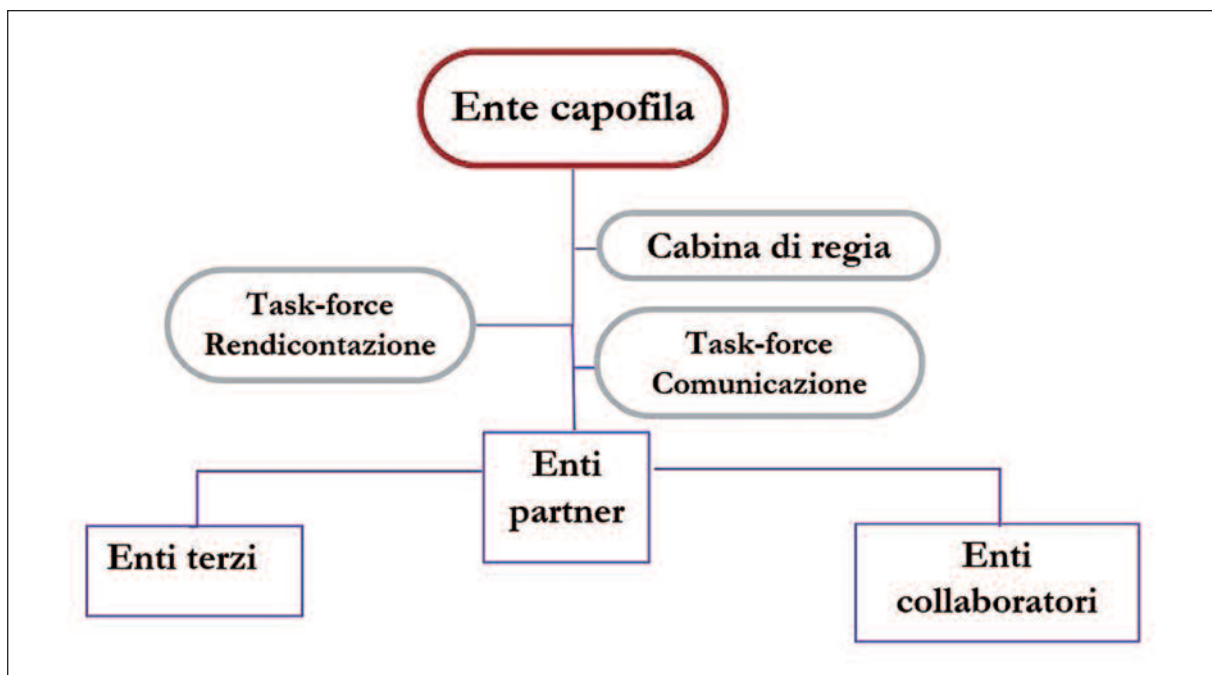 Ente capofila
Cabina di regia
Task-force
Rendicontazione
Task-force
Comunicazione
Enti
partner
Enti terzi
Enti
collaboratori